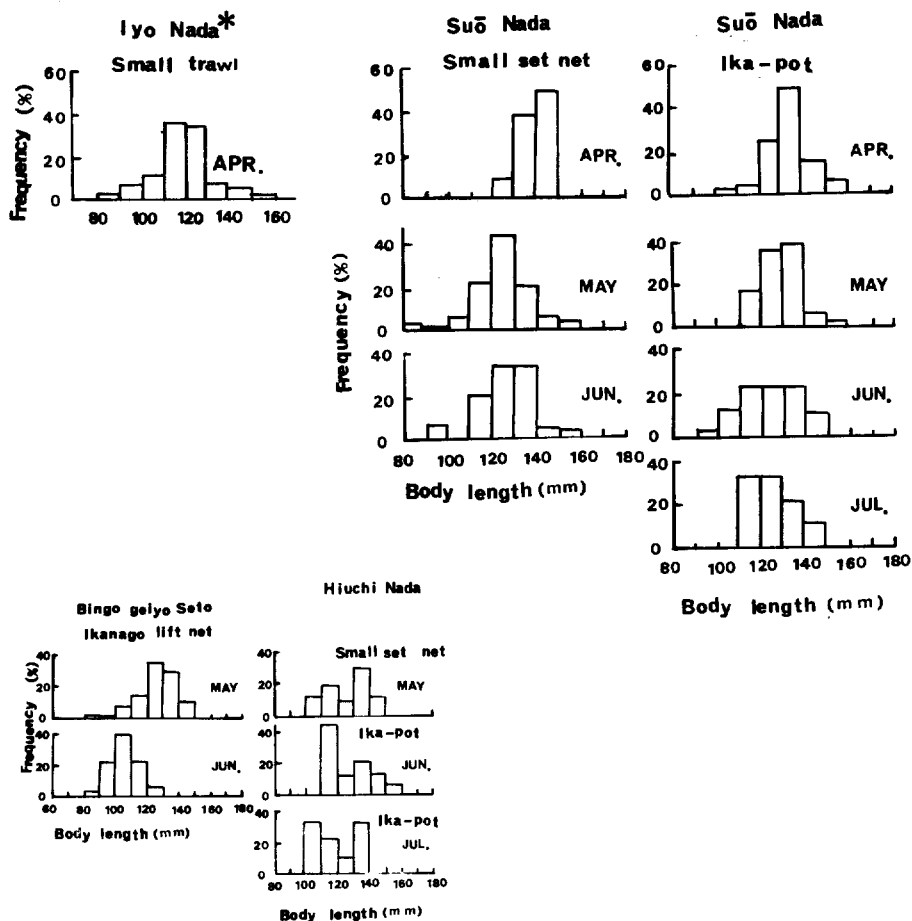 Iyo Nada*
Small trawl
Frequency (%)
60
40
20
0
APR.
80 100 120 140 160
Suō Nada
Small set net
60
40
20
0
APR.
Frequency (%)
40
20
0
MAY
40
20
0
JUN.
80 100 120 140 160 180
Body length (mm)
Suō Nada
Ika-pot
60
40
20
0
APR.
40
20
0
MAY
40
20
0
JUN.
40
20
0
JUL.
80 100 120 140 160 180
Body length (mm)
Bingo geiyo Seto
Ikanago lift net
Frequency (%)
40
20
0
MAY
40
20
0
JUN.
60 80 100 120 140 160 180
Body length (mm)
Hiuchi Nada
Small set net
40
20
0
MAY
Ika-pot
40
20
0
JUN.
Ika-pot
40
20
0
JUL.
80 100 120 140 160 180
Body length (mm)